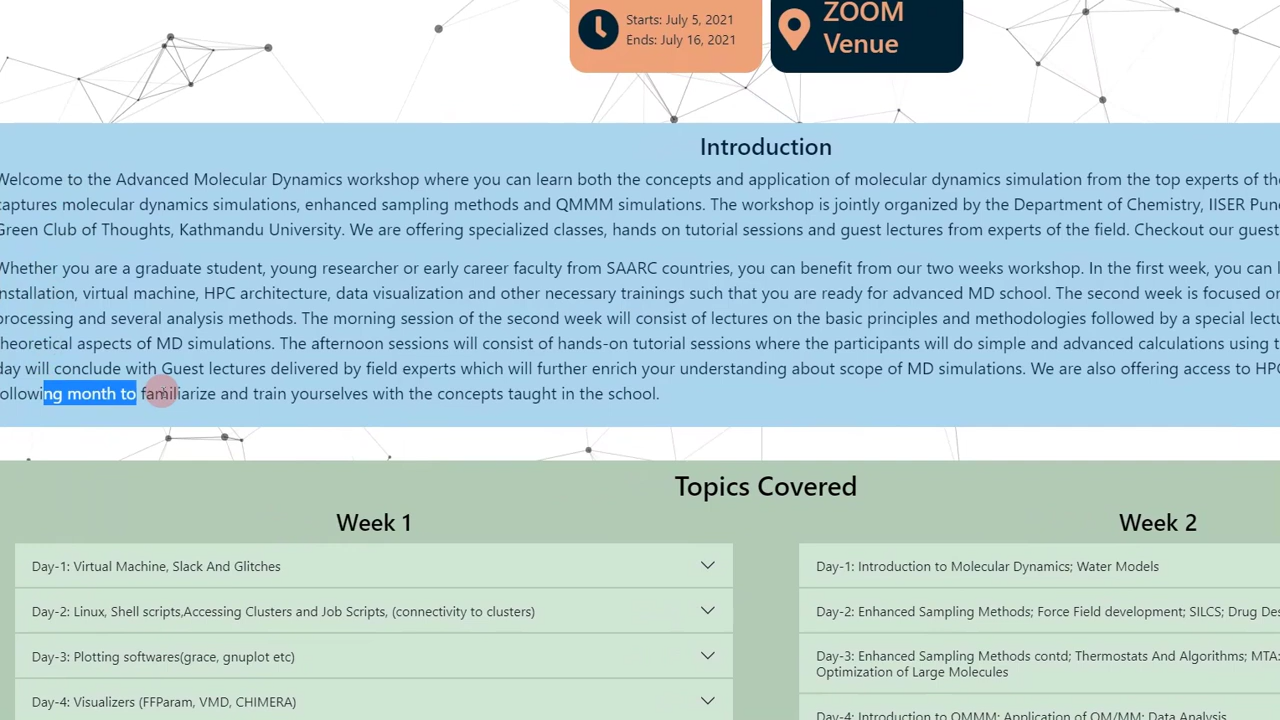 Starts: July 5, 2021
Ends: July 16, 2021
ZOOM
Venue
Introduction
Welcome to the Advanced Molecular Dynamics workshop where you can learn both the concepts and application of molecular dynamics simulation from the top experts of the
captures molecular dynamics simulations, enhanced sampling methods and QMMM simulations. The workshop is jointly organized by the Department of Chemistry, IISER
Green Club of Thoughts, Kathmandu University. We are offering specialized classes, hands on tutorial sessions and guest lectures from experts of the field. Checkout our guest
Whether you are a graduate student, young researcher or early career faculty from SAARC countries, you can benefit from our two weeks workshop. In the first week, you can
installation, virtual machine, HPC architecture, data visualization and other necessary trainings such that you are ready for advanced MD school. The second week is focused on
processing and several analysis methods. The morning session of the second week will consist of lectures on the basic principles and methodologies followed by a special
theoretical aspects of MD simulations. The afternoon sessions will consist of hands-on tutorial sessions where the participants will do simple and advanced calculations using
day will conclude with Guest lectures delivered by field experts which will further enrich your understanding about scope of MD simulations. We are also offering access to
following month to familiarize and train yourselves with the concepts taught in the school.
Topics Covered
Week 1
Week 2
Day-1: Virtual Machine, Slack And Glitches
Day-1: Introduction to Molecular Dynamics; Water Models
Day-2: Linux, Shell scripts,Accessing Clusters and Job Scripts, (connectivity to clusters)
Day-2: Enhanced Sampling Methods; Force Field development; SILCS; Drug
Day-3: Plotting softwares(grace, gnuplot etc)
Day-3: Enhanced Sampling Methods contd; Thermostats And Algorithms; MTA:
Optimization of Large Molecules
Day-4: Visualizers (FFParam, VMD, CHIMERA)
Day-4: Introduction to QMMM; Application of QM/MM; Data Analysis